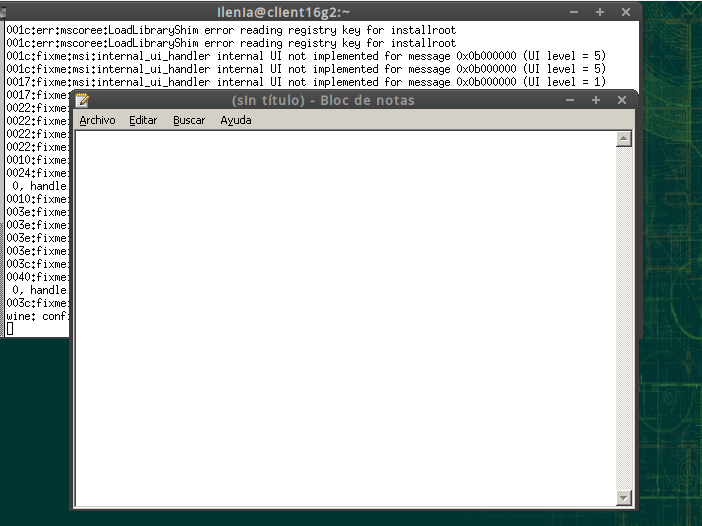 IlenIa@client16g2:~
001c:err:mscoree:LoadLibraryShim error reading registry key for installroot
001c:err:mscoree:LoadLibraryShim error reading registry key for installroot
001c:fixme:msi:internal_ui_handler internal UI not implemented for message 0x0b000000 (UI level = 5)
001c:fixme:msi:internal_ui_handler internal UI not implemented for message 0x0b000000 (UI level = 5)
0017:fixme:msi:internal_ui_handler internal UI not implemented for message 0x0b000000 (UI level = 1)
0017:fixme:
0022:fixme:
0022:fixme:
0022:fixme:
0022:fixme:
0010:fixme:
0024:fixme:
0, handle
0010:fixme:
003e:fixme:
003e:fixme:
003e:fixme:
003e:fixme:
003c:fixme:
0040:fixme:
0, handle
003c:fixme:
wine: conf
(sin título) - Bloc de notas
Archivo Editar Buscar Ayuda